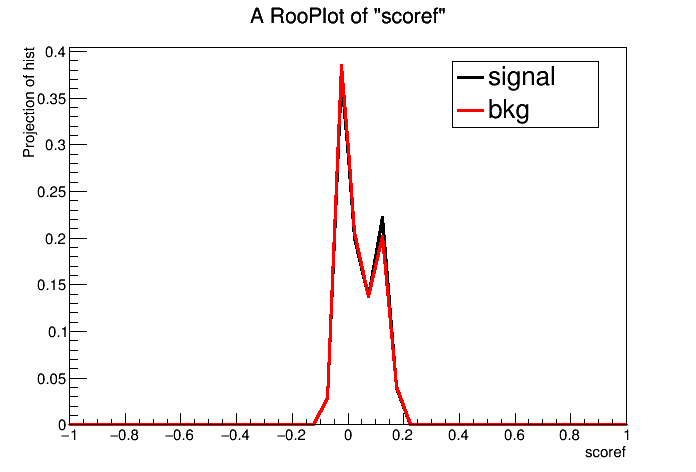 A RooPlot of "scoref"
Projection of hist
0.4
0.35
0.3
0.25
0.2
0.15
0.1
0.05
0
signal
bkg
−1 −0.8 −0.6 −0.4 −0.2 0 0.2 0.4 0.6 0.8 1
scoref